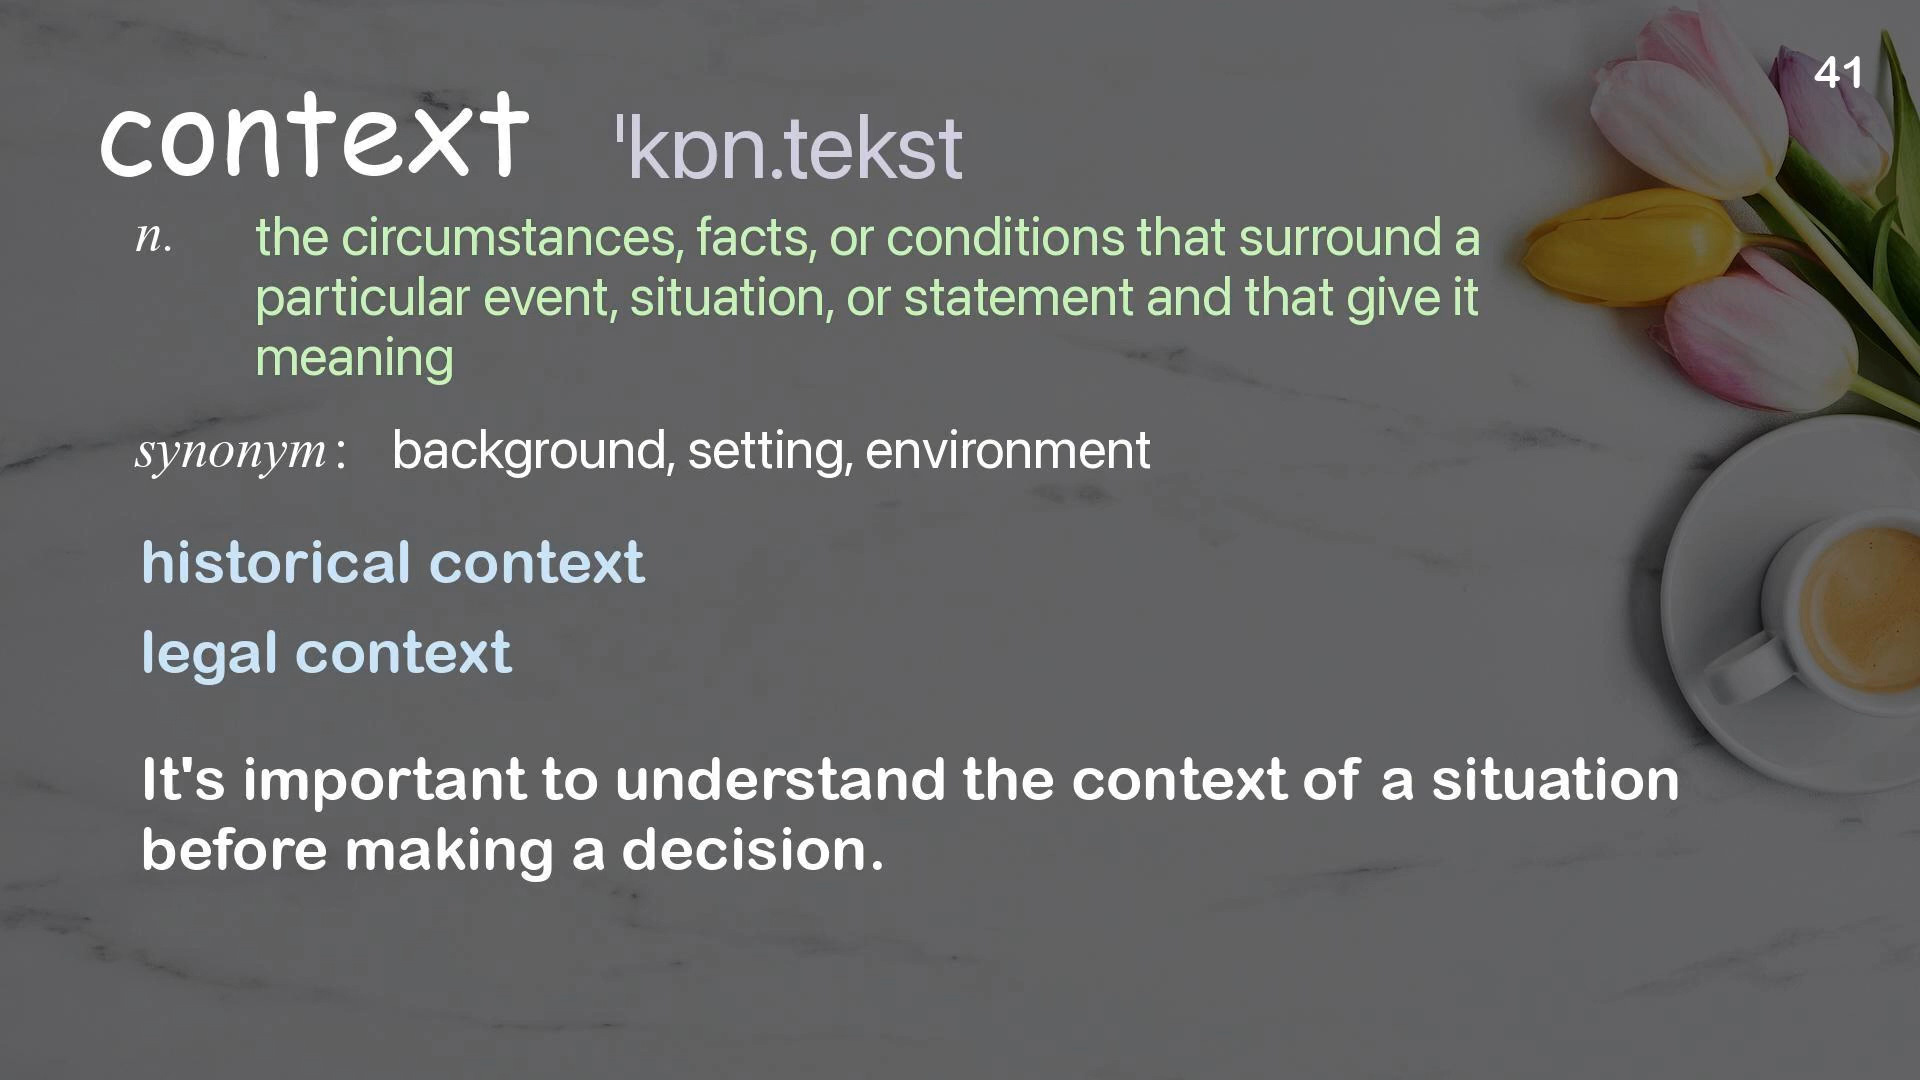 41
context ˈkɒn.tekst
n. the circumstances, facts, or conditions that surround a
particular event, situation, or statement and that give it
meaning
synonym: background, setting, environment
historical context
legal context
It's important to understand the context of a situation
before making a decision.